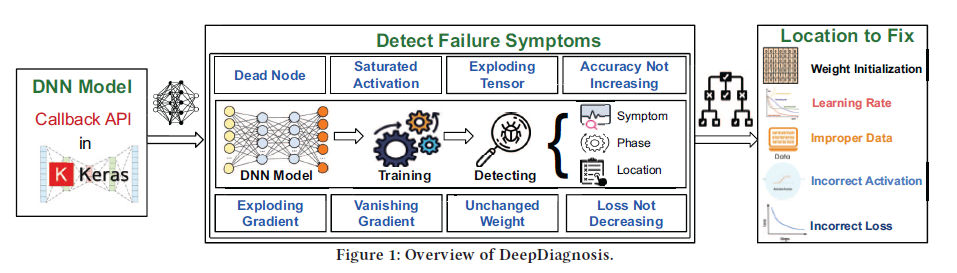 DNN Model
Callback API
in
K Keras
Detect Failure Symptoms
Dead Node
Saturated
Activation
Exploding
Tensor
Accuracy Not
Increasing
DNN Model
Training
Detecting
Symptom
Phase
Location
Exploding
Gradient
Vanishing
Gradient
Unchanged
Weight
Loss Not
Decreasing
Location to Fix
Weight Initialization
Learning Rate
Improper Data
Data
Incorrect Activation
Incorrect Loss
Figure 1: Overview of DeepDiagnosis.